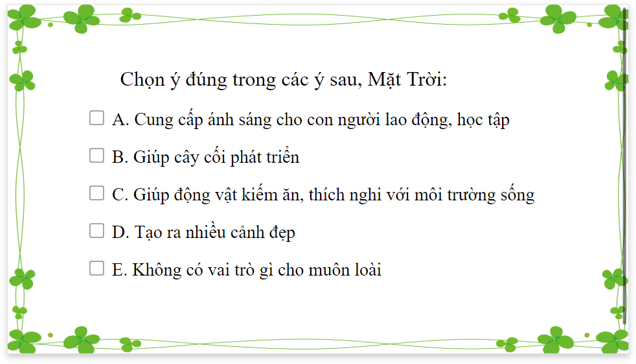 Chọn ý đúng trong các ý sau, Mặt Trời:
A. Cung cấp ánh sáng cho con người lao động, học tập
B. Giúp cây cối phát triển
C. Giúp động vật kiếm ăn, thích nghi với môi trường sống
D. Tạo ra nhiều cảnh đẹp
E. Không có vai trò gì cho muôn loài